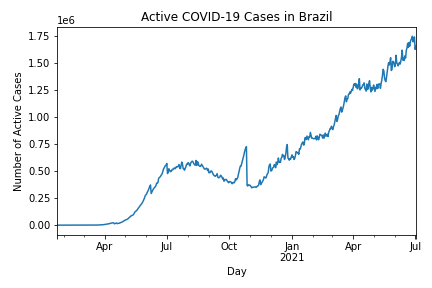 Active COVID-19 Cases in Brazil
1e6
1.75
1.50
1.25
1.00
0.75
0.50
0.25
0.00
Number of Active Cases
Apr Jul Oct Jan Apr Jul
2021
Day